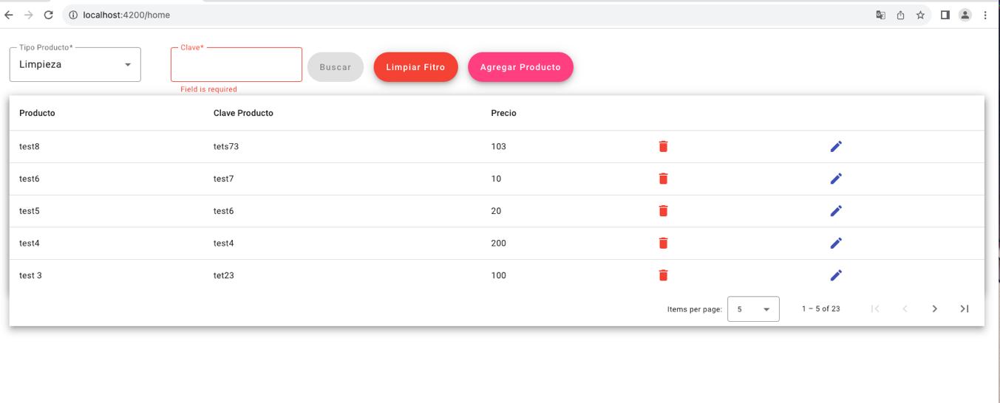 localhost:4200/home
Tipo Producto*
Limpieza
Clave*
Field is required
Buscar
Limpiar Fitro
Agregar Producto
Producto Clave Producto Precio
test8 tets73 103
test6 test7 10
test5 test6 20
test4 test4 200
test 3 tet23 100
Items per page: 5 1 – 5 of 23